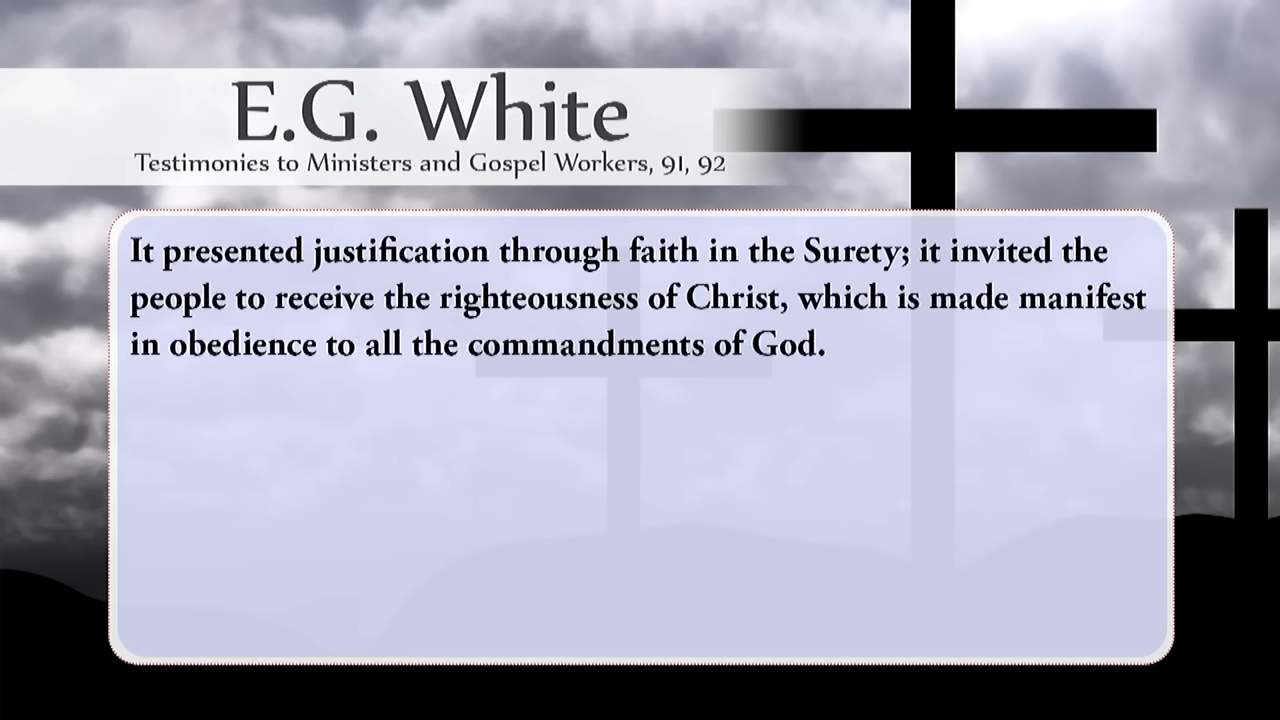 E.G. White
Testimonies to Ministers and Gospel Workers, 91, 92
It presented justification through faith in the Surety; it invited the
people to receive the righteousness of Christ, which is made manifest
in obedience to all the commandments of God.